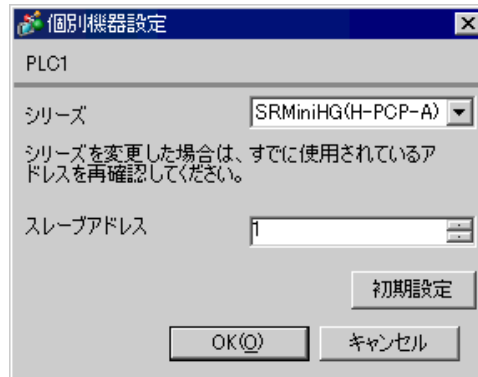 個別機器設定
PLC1
シリーズ SRMiniHG(H-PCP-A)
シリーズを変更した場合は、すでに使用されているア
ドレスを再確認してください。
スレーブアドレス 1
初期設定
OK(O) キャンセル